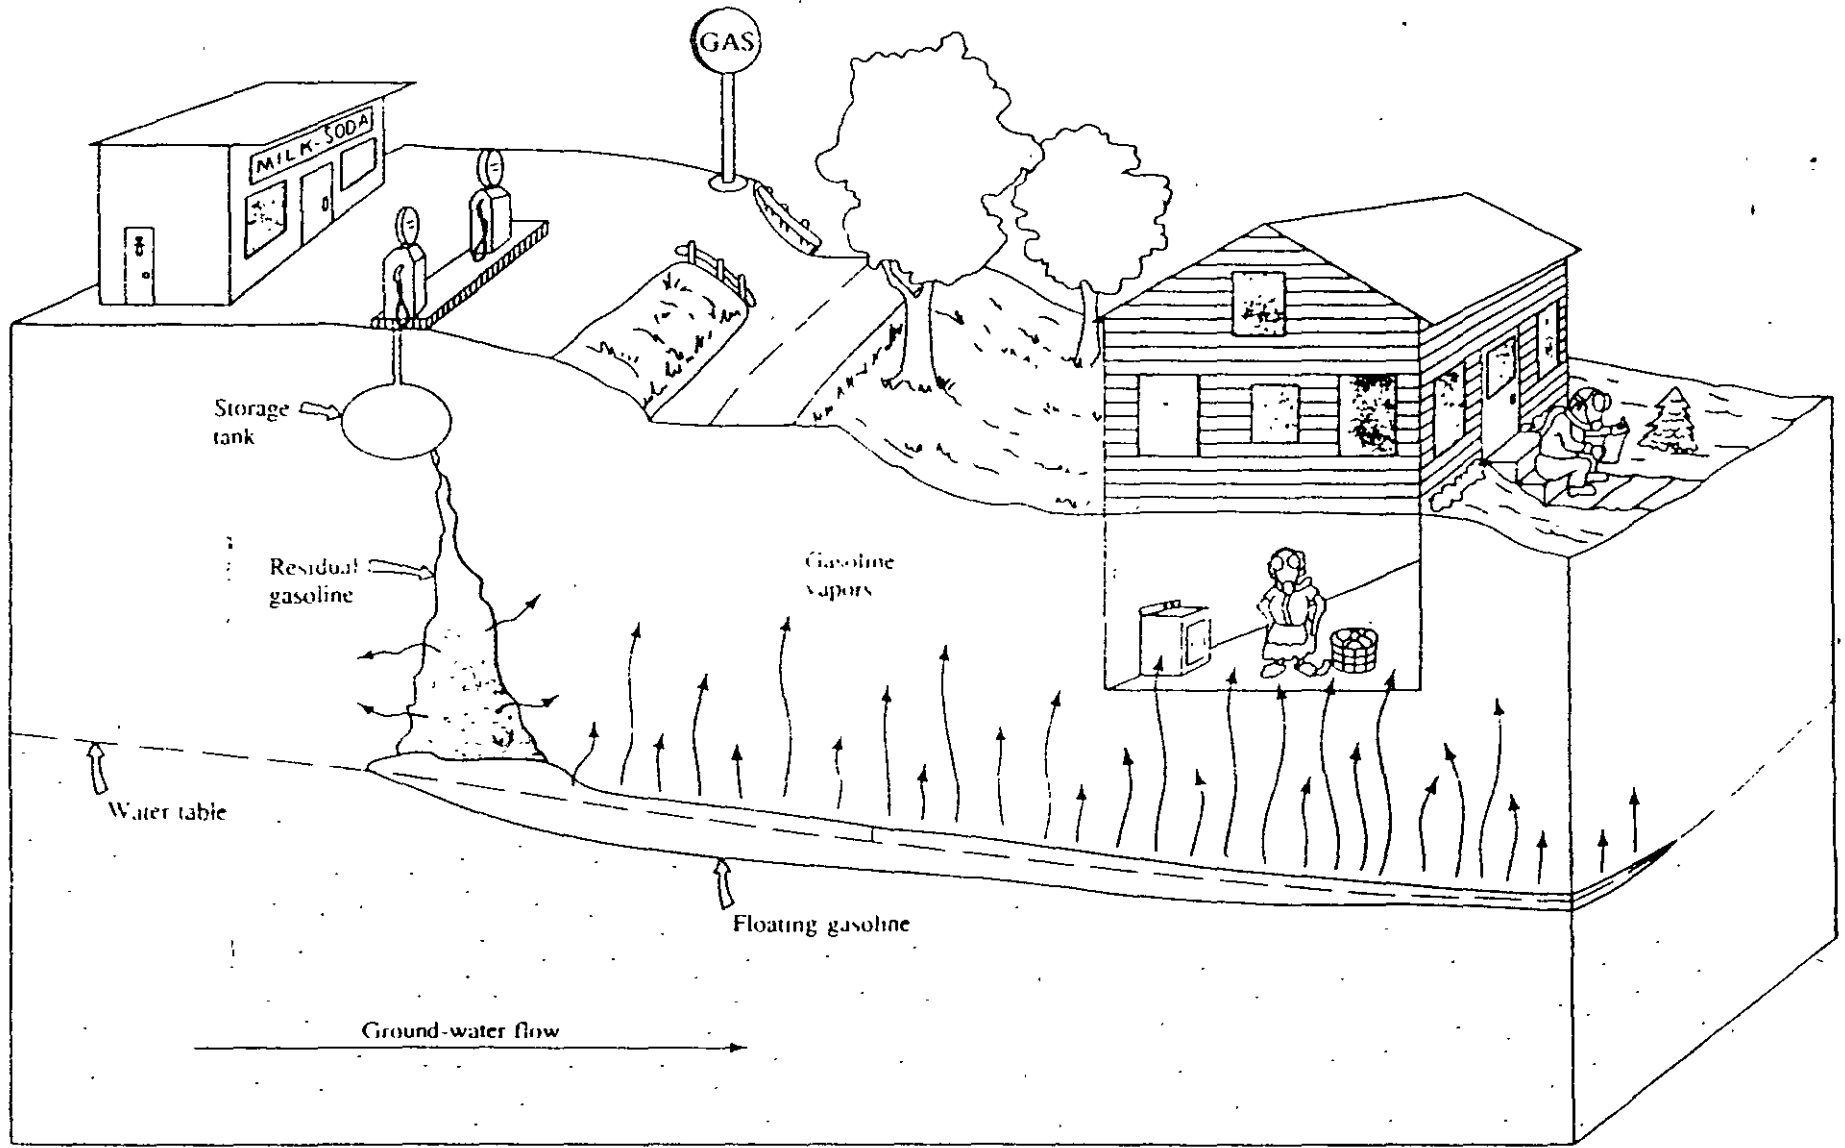 GAS
MILK-SODA
Storage
tank
Residual
gasoline
Gasoline
vapors
Water table
Floating gasoline
Ground-water flow